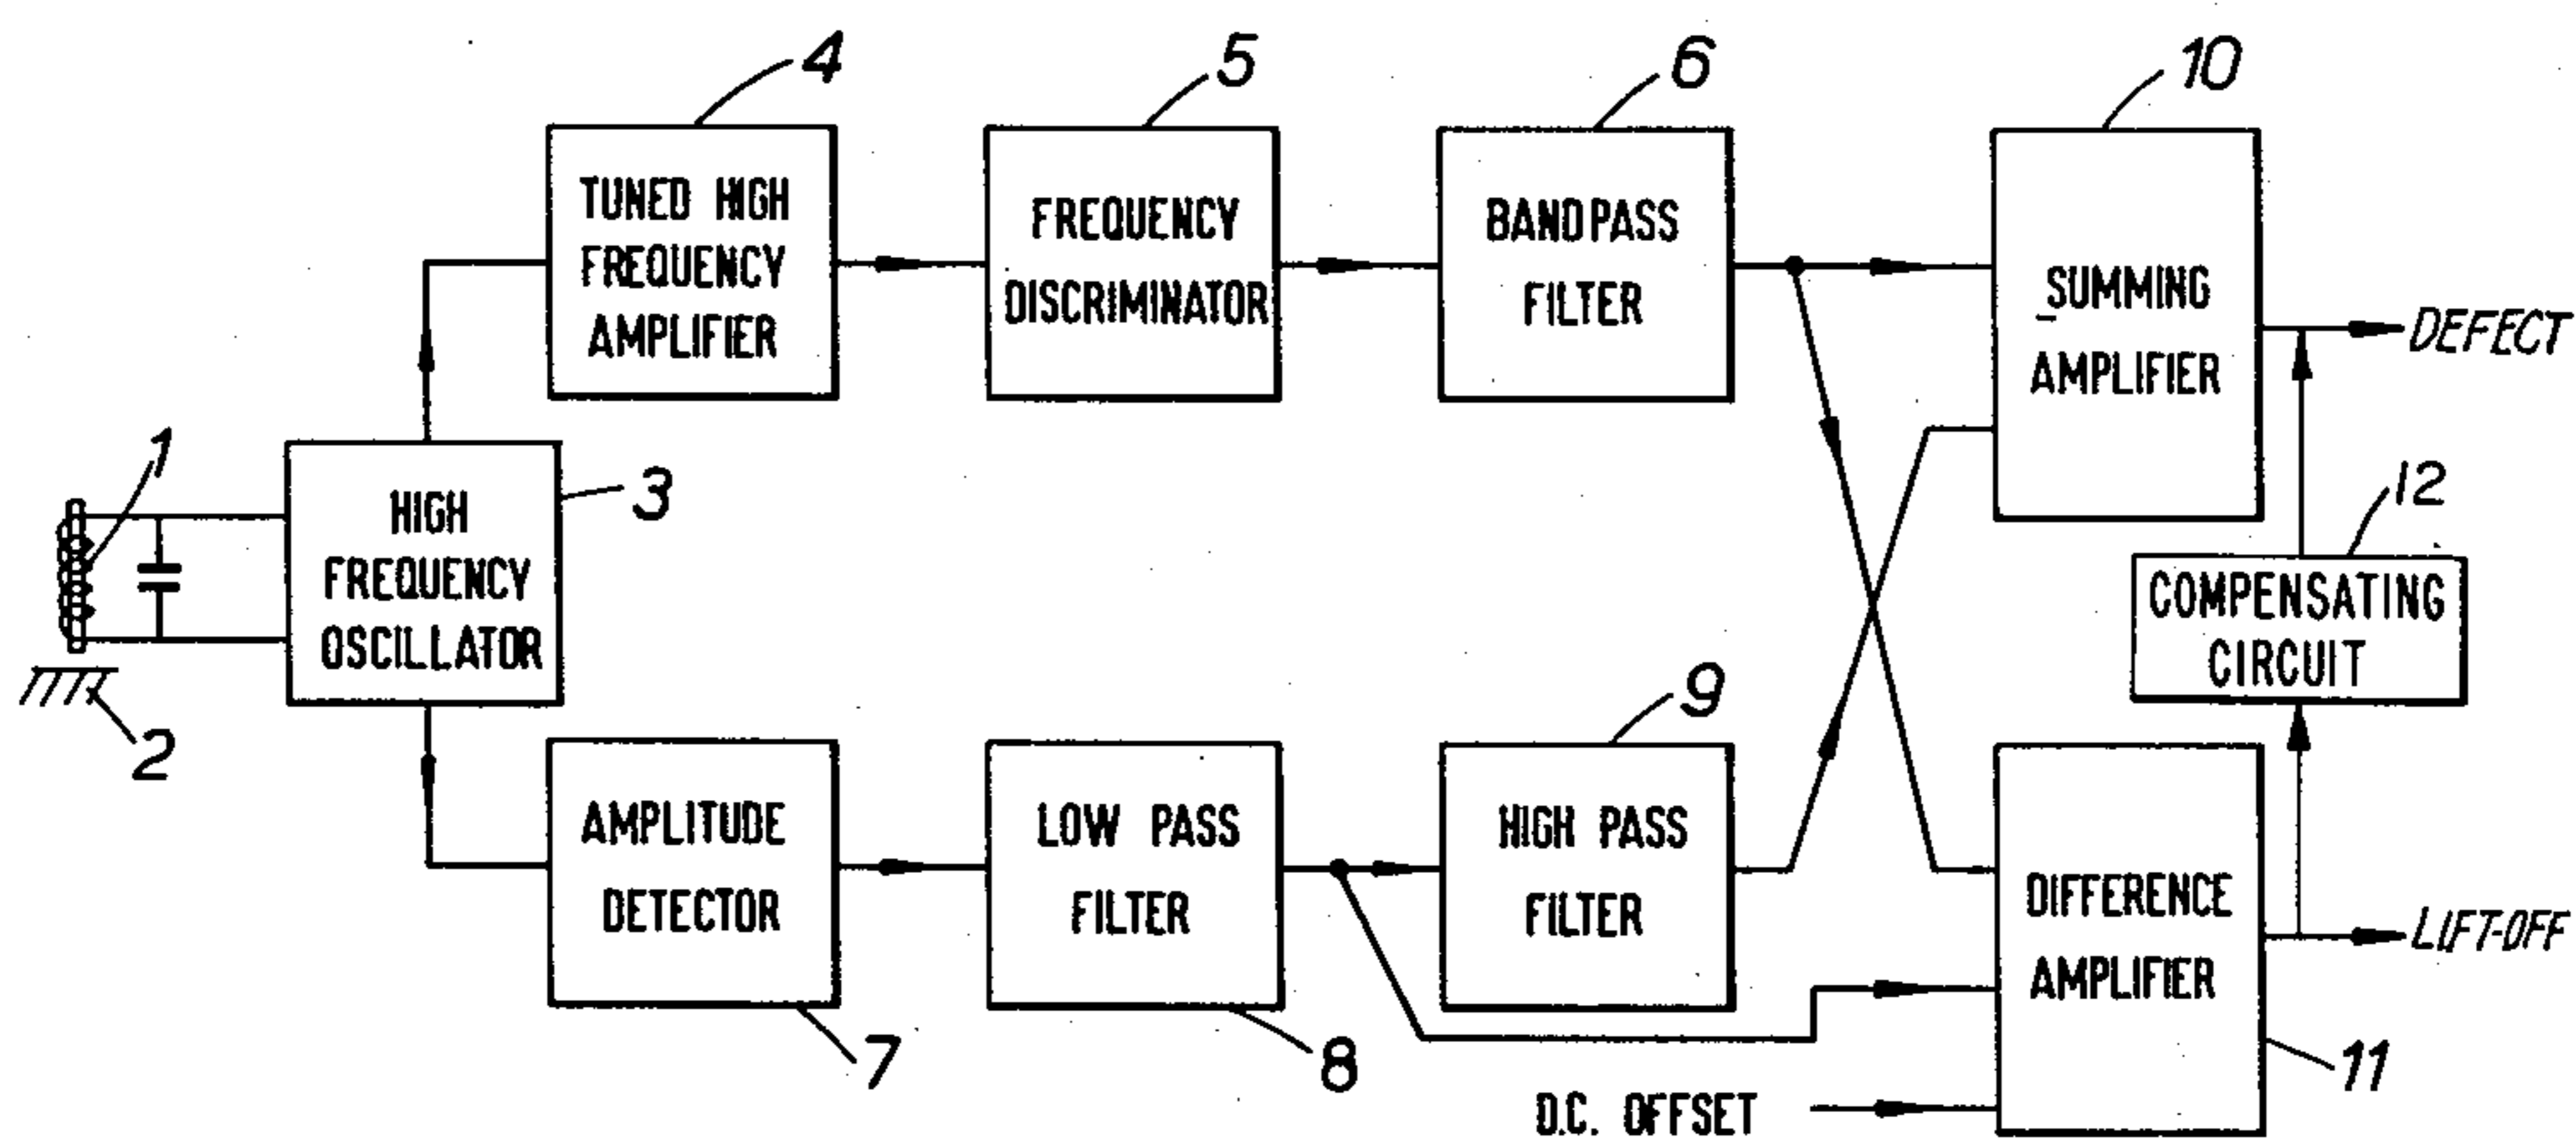 4
5
6
10
TUNED HIGH
FREQUENCY
AMPLIFIER
FREQUENCY
DISCRIMINATOR
BANDPASS
FILTER
SUMMING
AMPLIFIER
DEFECT
1
HIGH
FREQUENCY
OSCILLATOR
3
12
COMPENSATING
CIRCUIT
2
9
AMPLITUDE
DETECTOR
LOW PASS
FILTER
HIGH PASS
FILTER
DIFFERENCE
AMPLIFIER
LIFT-OFF
7
8
11
D.C. OFFSET